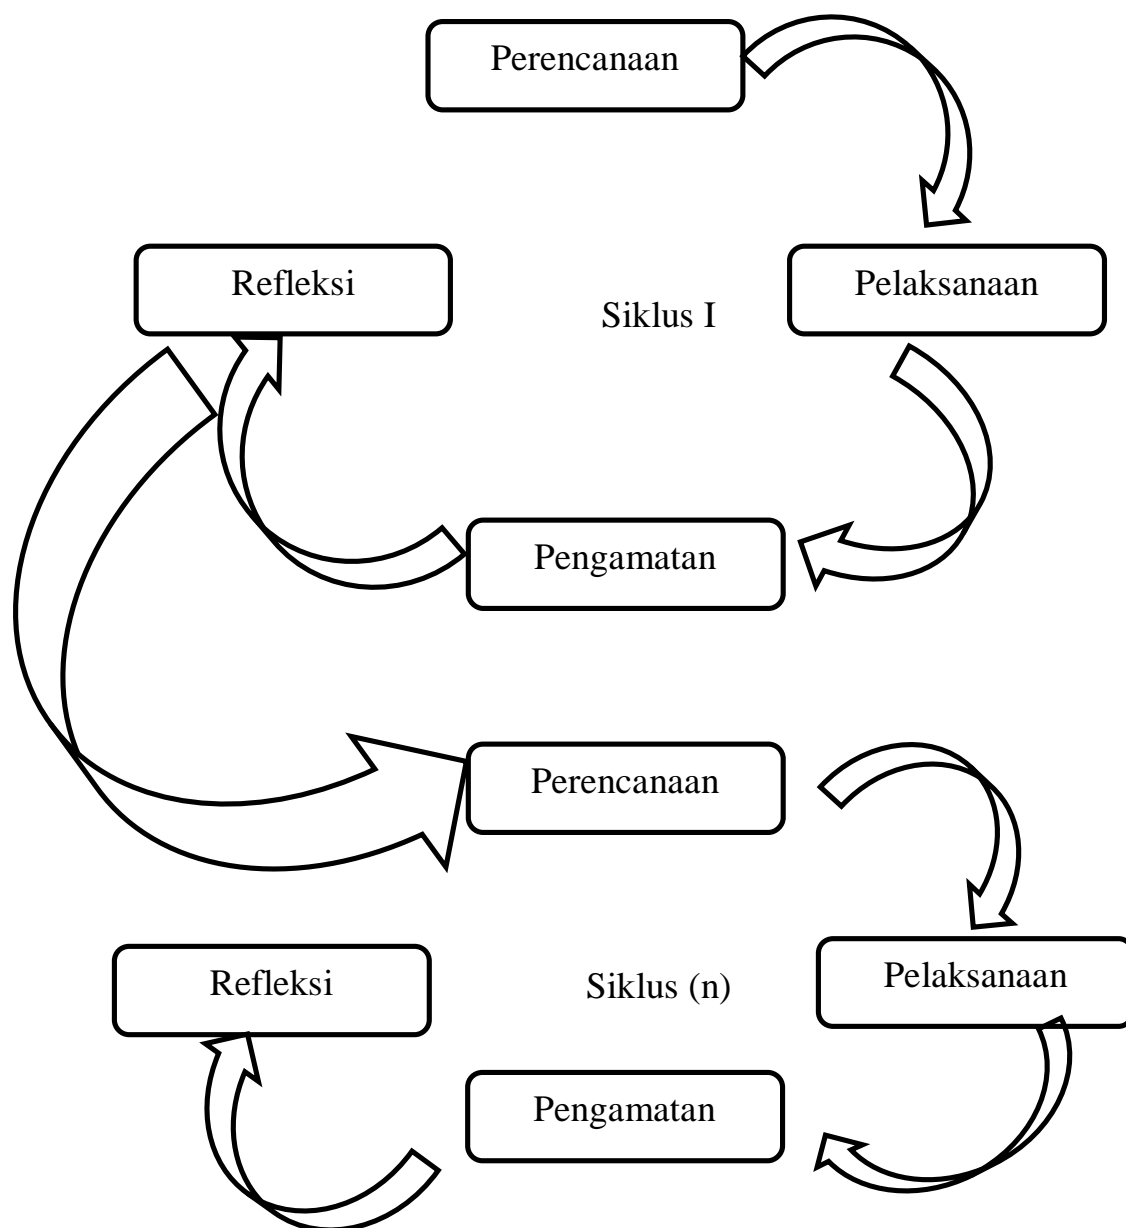 Perencanaan
Refleksi
Siklus I
Pelaksanaan
Pengamatan
Perencanaan
Refleksi
Siklus (n)
Pelaksanaan
Pengamatan